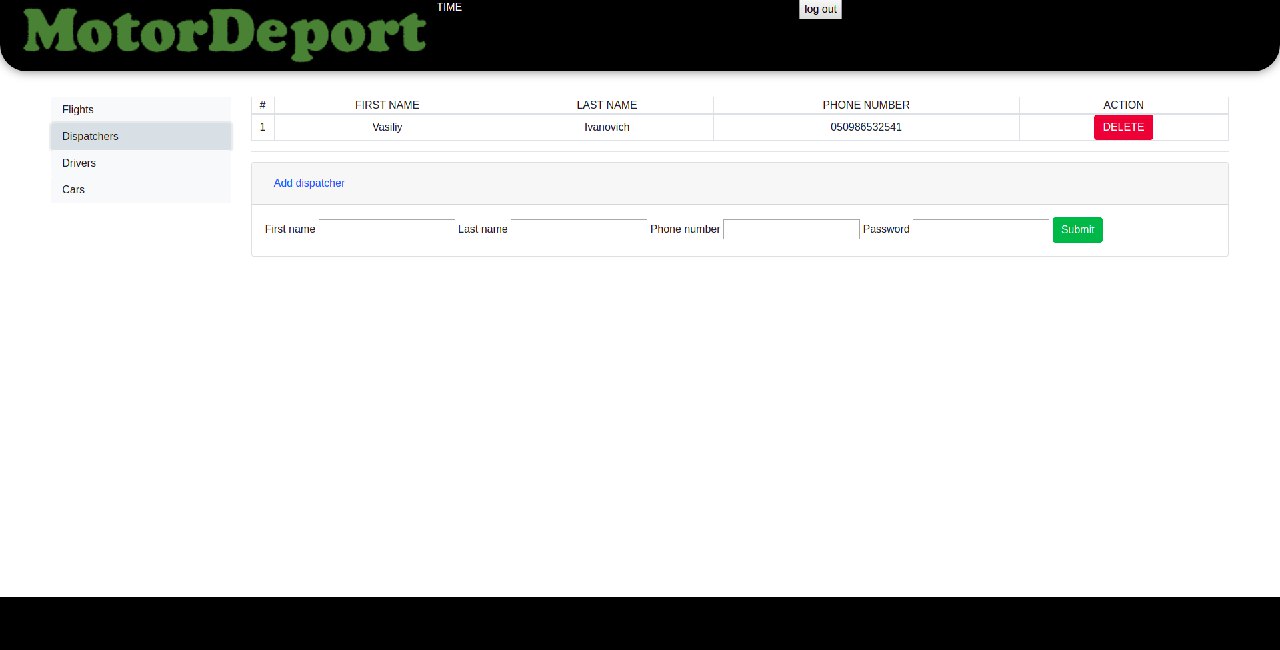 MotorDeport TIME log out
Flights
Dispatchers
Drivers
Cars
# FIRST NAME LAST NAME PHONE NUMBER ACTION
1 Vasiliy Ivanovich 050986532541 DELETE
Add dispatcher
First name Last name Phone number Password Submit